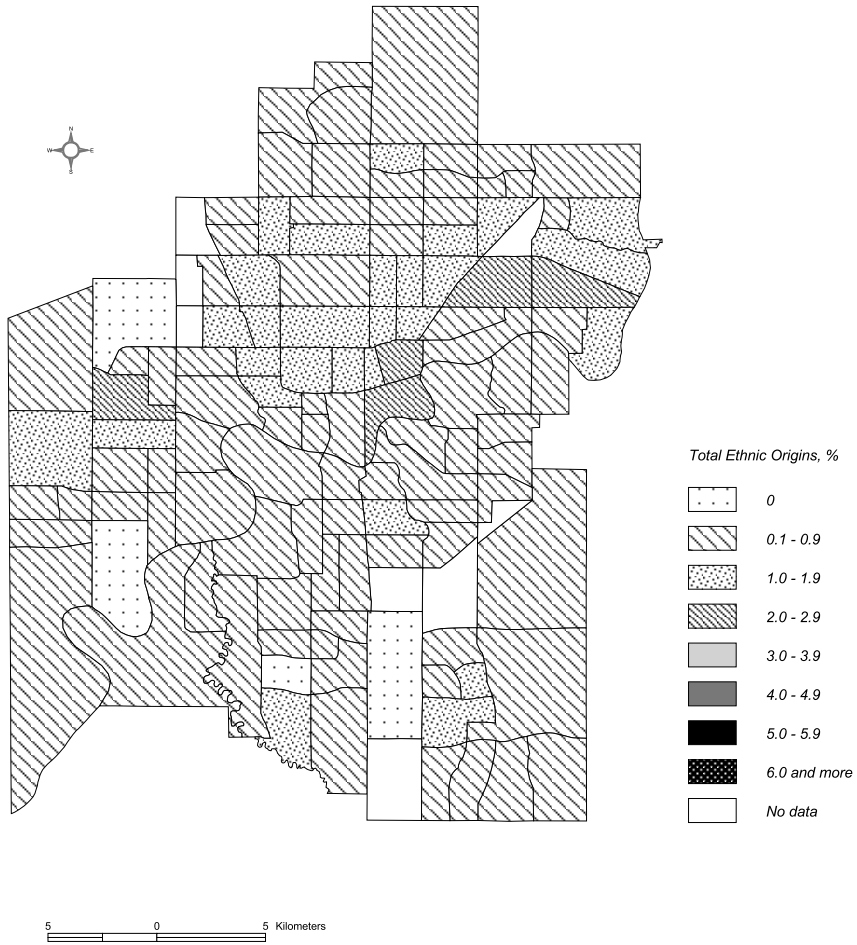 N
W E
S
Total Ethnic Origins, %
0
0.1 - 0.9
1.0 - 1.9
2.0 - 2.9
3.0 - 3.9
4.0 - 4.9
5.0 - 5.9
6.0 and more
No data
5 0 5 Kilometers